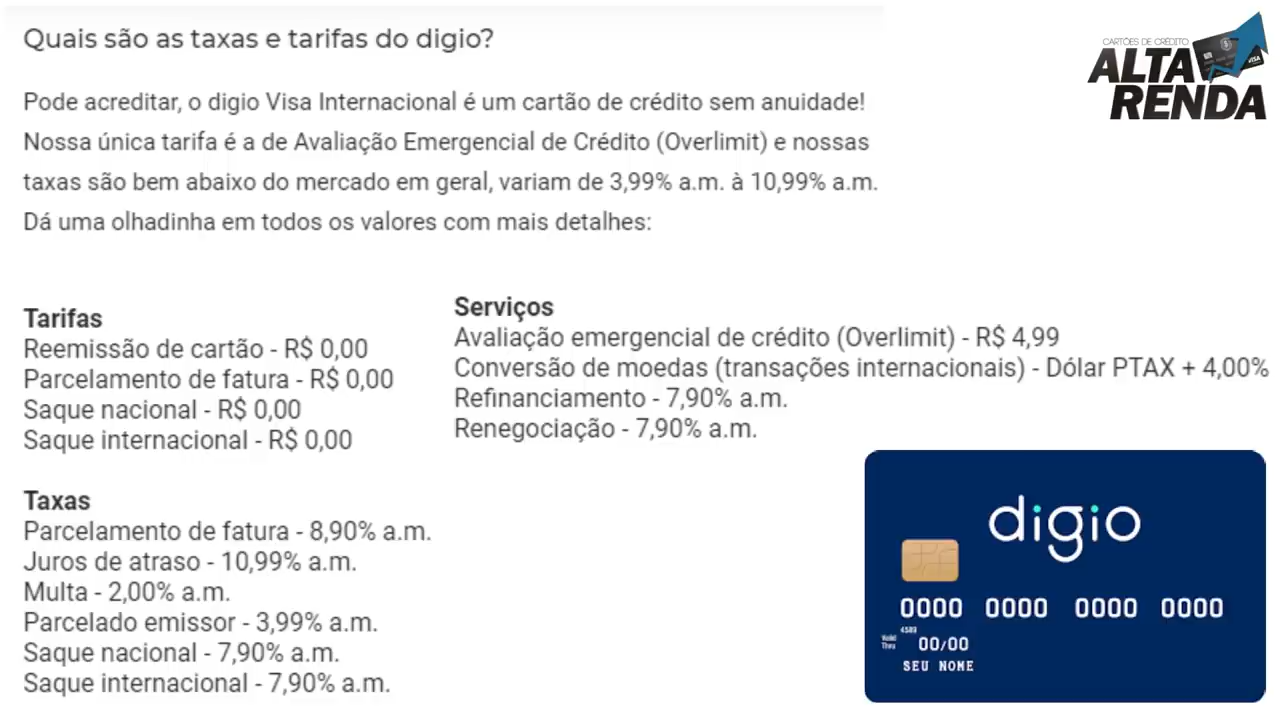 Quais são as taxas e tarifas do digio?
CARTÕES DE CRÉDITO
ALTA
RENDA
VISA
Pode acreditar, o digio Visa Internacional é um cartão de crédito sem anuidade!
Nossa única tarifa é a de Avaliação Emergencial de Crédito (Overlimit) e nossas
taxas são bem abaixo do mercado em geral, variam de 3,99% a.m. à 10,99% a.m.
Dá uma olhadinha em todos os valores com mais detalhes:
Tarifas
Reemissão de cartão - R$ 0,00
Parcelamento de fatura - R$ 0,00
Saque nacional - R$ 0,00
Saque internacional - R$ 0,00
Serviços
Avaliação emergencial de crédito (Overlimit) - R$ 4,99
Conversão de moedas (transações internacionais) - Dólar PTAX + 4,00%
Refinanciamento - 7,90% a.m.
Renegociação - 7,90% a.m.
Taxas
Parcelamento de fatura - 8,90% a.m.
Juros de atraso - 10,99% a.m.
Multa - 2,00% a.m.
Parcelado emissor - 3,99% a.m.
Saque nacional - 7,90% a.m.
Saque internacional - 7,90% a.m.
digio
0000 0000 0000 0000
4589
Valid
Thru
00/00
SEU NOME